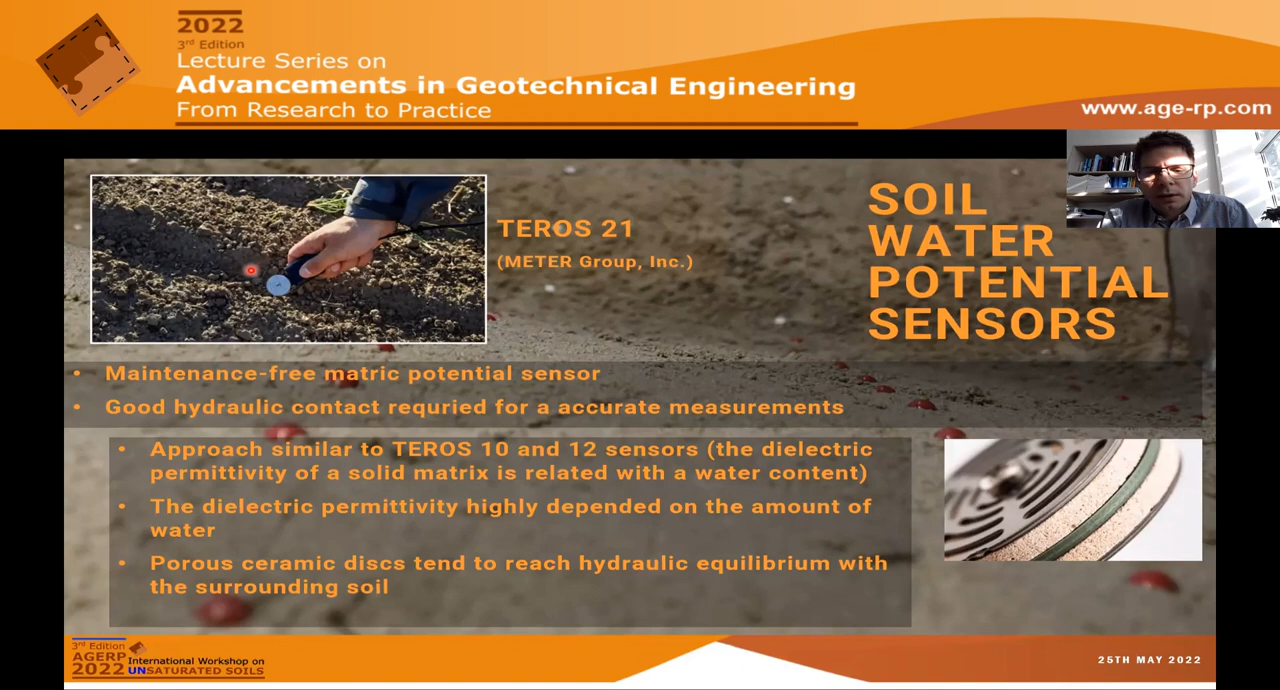 2022
3rd Edition
Lecture Series on
Advancements in Geotechnical Engineering
From Research to Practice
www.age-rp.com
TEROS 21
(METER Group, Inc.)
SOIL
WATER
POTENTIAL
SENSORS
• Maintenance-free matric potential sensor
• Good hydraulic contact requried for a accurate measurements
• Approach similar to TEROS 10 and 12 sensors (the dielectric
permittivity of a solid matrix is related with a water content)
• The dielectric permittivity highly depended on the amount of
water
• Porous ceramic discs tend to reach hydraulic equilibrium with
the surrounding soil
3rd Edition
AGERP
2022
International Workshop on
UNSATURATED SOILS
25TH MAY 2022